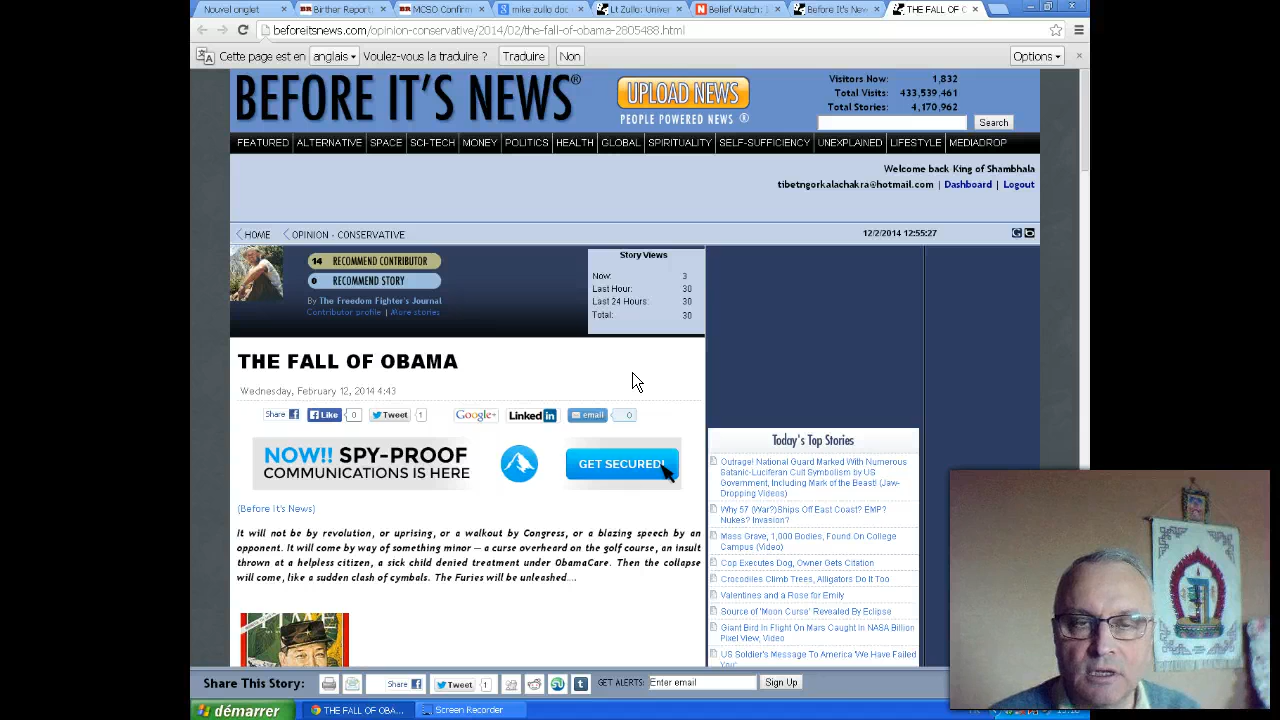 Nouvel onglet
Birther Report:
MCSO Confirm
mike zullo doc
Lt Zullo: Univer
Belief Watch:
Before It's New
THE FALL OF O
beforeitsnews.com/opinion-conservative/2014/02/the-fall-of-obama-2805488.html
Cette page est en anglais Voulez-vous la traduire ? Traduire Non Options
BEFORE IT'S NEWS®
UPLOAD NEWS
PEOPLE POWERED NEWS ®
Visitors Now: 1,832
Total Visits: 433,539,461
Total Stories: 4,170,962
Search
FEATURED ALTERNATIVE SPACE SCI-TECH MONEY POLITICS HEALTH GLOBAL SPIRITUALITY SELF-SUFFICIENCY UNEXPLAINED LIFESTYLE MEDIADROP
Welcome back King of Shambhala
tibetngorkalachakra@hotmail.com | Dashboard | Logout
HOME OPINION - CONSERVATIVE 12/2/2014 12:55:27
14 RECOMMEND CONTRIBUTOR
0 RECOMMEND STORY
By The Freedom Fighter's Journal
Contributor profile | More stories
Story Views
Now: 3
Last Hour: 30
Last 24 Hours: 30
Total: 30
THE FALL OF OBAMA
Wednesday, February 12, 2014 4:43
Share Like 0 Tweet 1 Google+ Linked in email 0
NOW!! SPY-PROOF
COMMUNICATIONS IS HERE
GET SECURED!
(Before It's News)
It will not be by revolution, or uprising, or a walkout by Congress, or a blazing speech by an
opponent. It will come by way of something minor — a curse overheard on the golf course, an insult
thrown at a helpless citizen, a sick child denied treatment under ObamaCare. Then the collapse
will come, like a sudden clash of cymbals. The Furies will be unleashed....
Today's Top Stories
Outrage! National Guard Marked With Numerous
Satanic-Luciferan Cult Symbolism by US
Government, Including Mark of the Beast! (Jaw-
Dropping Videos)
Why 57 (War?)Ships Off East Coast? EMP?
Nukes? Invasion?
Mass Grave, 1,000 Bodies, Found On College
Campus (Video)
Cop Executes Dog, Owner Gets Citation
Crocodiles Climb Trees, Alligators Do It Too
Valentines and a Rose for Emily
Source of 'Moon Curse' Revealed By Eclipse
Giant Bird In Flight On Mars Caught In NASA Billion
Pixel View, Video
US Soldier's Message To America 'We Have Failed
You'
Share This Story: Share Tweet 1 GET ALERTS: Enter email Sign Up
démarrer THE FALL OF OBA... Screen Recorder